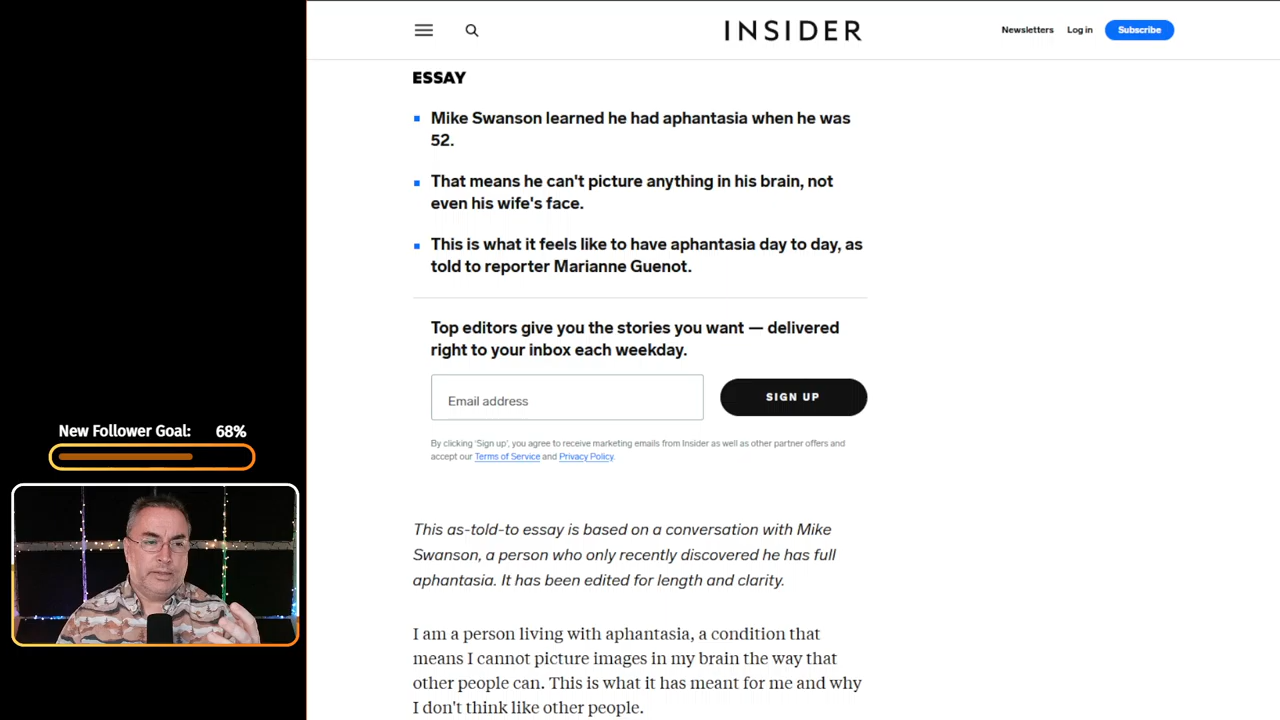 INSIDER
Newsletters
Log in
Subscribe
ESSAY
Mike Swanson learned he had aphantasia when he was
52.
That means he can't picture anything in his brain, not
even his wife's face.
This is what it feels like to have aphantasia day to day, as
told to reporter Marianne Guenot.
Top editors give you the stories you want — delivered
right to your inbox each weekday.
Email address
SIGN UP
By clicking 'Sign up', you agree to receive marketing emails from Insider as well as other partner offers and
accept our Terms of Service and Privacy Policy.
New Follower Goal: 68%
This as-told-to essay is based on a conversation with Mike
Swanson, a person who only recently discovered he has full
aphantasia. It has been edited for length and clarity.
I am a person living with aphantasia, a condition that
means I cannot picture images in my brain the way that
other people can. This is what it has meant for me and why
I don't think like other people.